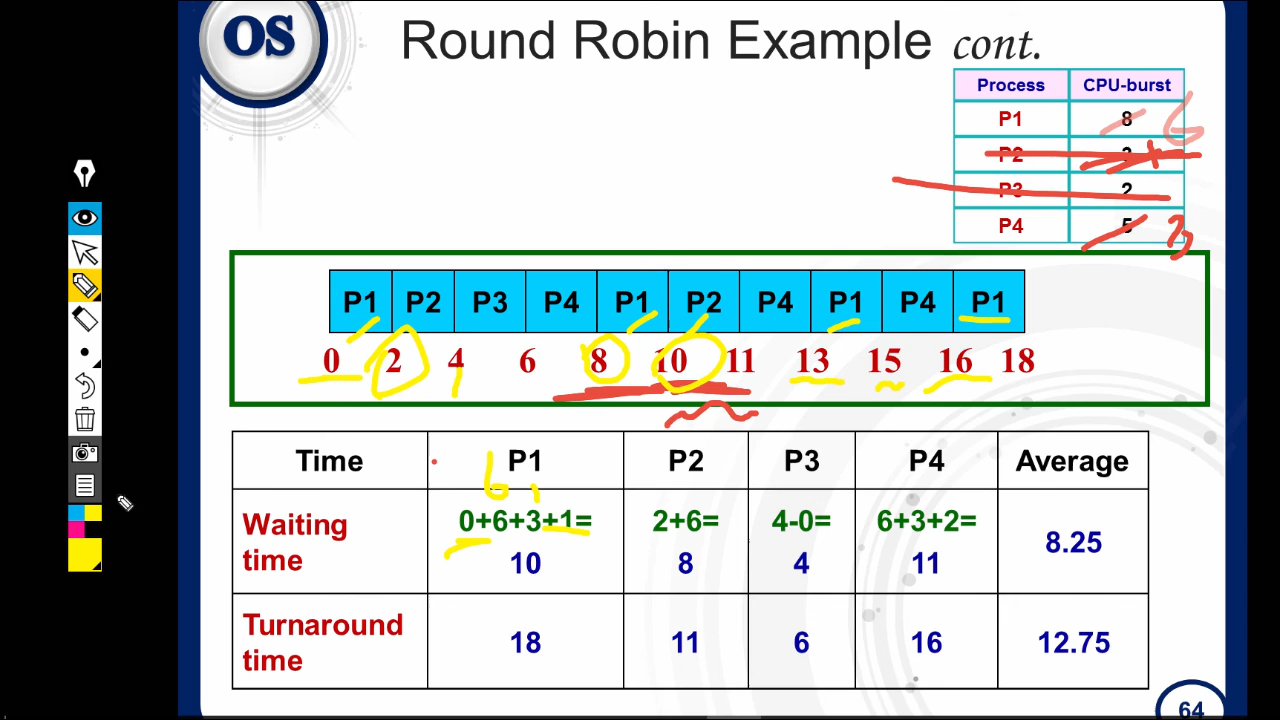 OS
Round Robin Example cont.
Process CPU-burst
P1 8 6
P2 3
P3 2
P4 5 3
P1 P2 P3 P4 P1 P2 P4 P1 P4 P1
0 2 4 6 8 10 11 13 15 16 18
Time P1 P2 P3 P4 Average
Waiting time 0+6+3+1= 10 2+6= 8 4-0= 4 6+3+2= 11 8.25
Turnaround time 18 11 6 16 12.75
64